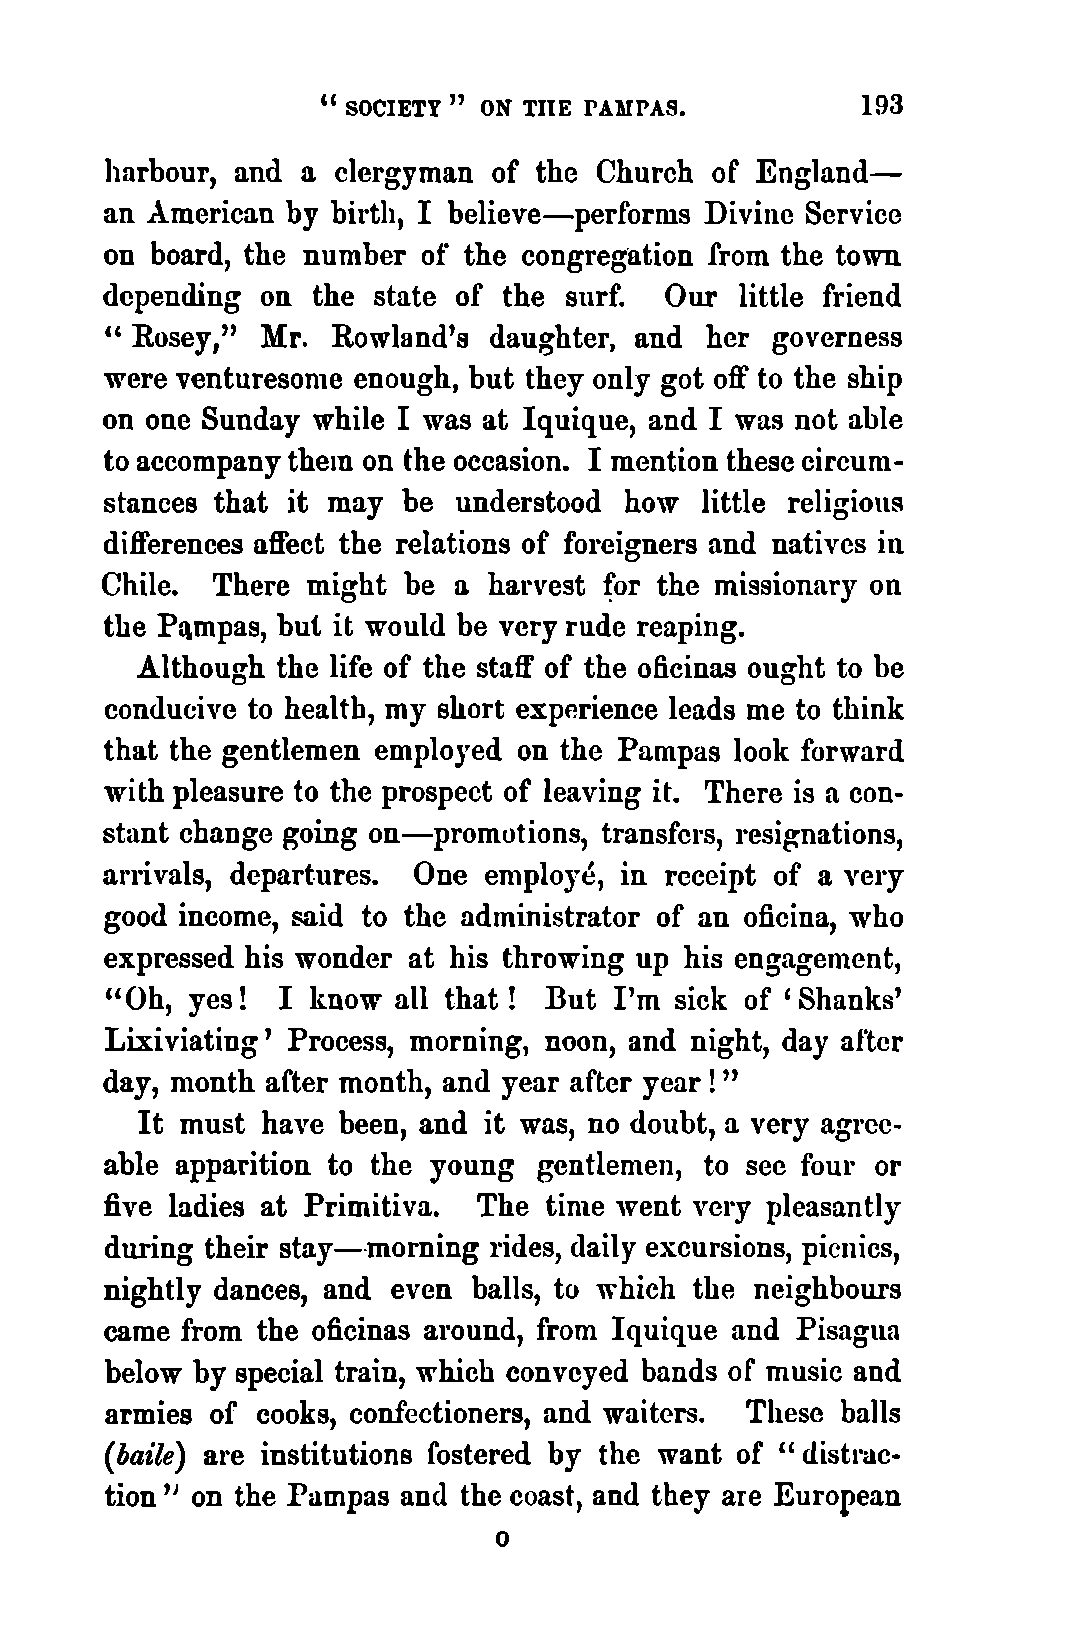 “ SOCIETY ” ON THE PAMPAS. 193
harbour, and a clergyman of the Church of England—
an American by birth, I believe—performs Divine Service
on board, the number of the congregation from the town
depending on the state of the surf. Our little friend
“ Rosey,” Mr. Rowland’s daughter, and her governess
were venturesome enough, but they only got off to the ship
on one Sunday while I was at Iquique, and I was not able
to accompany them on the occasion. I mention these circum-
stances that it may be understood how little religious
differences affect the relations of foreigners and natives in
Chile. There might be a harvest for the missionary on
the Pampas, but it would be very rude reaping.
Although the life of the staff of the oficinas ought to be
conducive to health, my short experience leads me to think
that the gentlemen employed on the Pampas look forward
with pleasure to the prospect of leaving it. There is a con-
stant change going on—promotions, transfers, resignations,
arrivals, departures. One employé, in receipt of a very
good income, said to the administrator of an oficina, who
expressed his wonder at his throwing up his engagement,
“Oh, yes! I know all that! But I’m sick of ‘Shanks’
Lixiviating’ Process, morning, noon, and night, day after
day, month after month, and year after year!”
It must have been, and it was, no doubt, a very agree-
able apparition to the young gentlemen, to see four or
five ladies at Primitiva. The time went very pleasantly
during their stay—morning rides, daily excursions, picnics,
nightly dances, and even balls, to which the neighbours
came from the oficinas around, from Iquique and Pisagua
below by special train, which conveyed bands of music and
armies of cooks, confectioners, and waiters. These balls
(baile) are institutions fostered by the want of “distrac-
tion” on the Pampas and the coast, and they are European
O